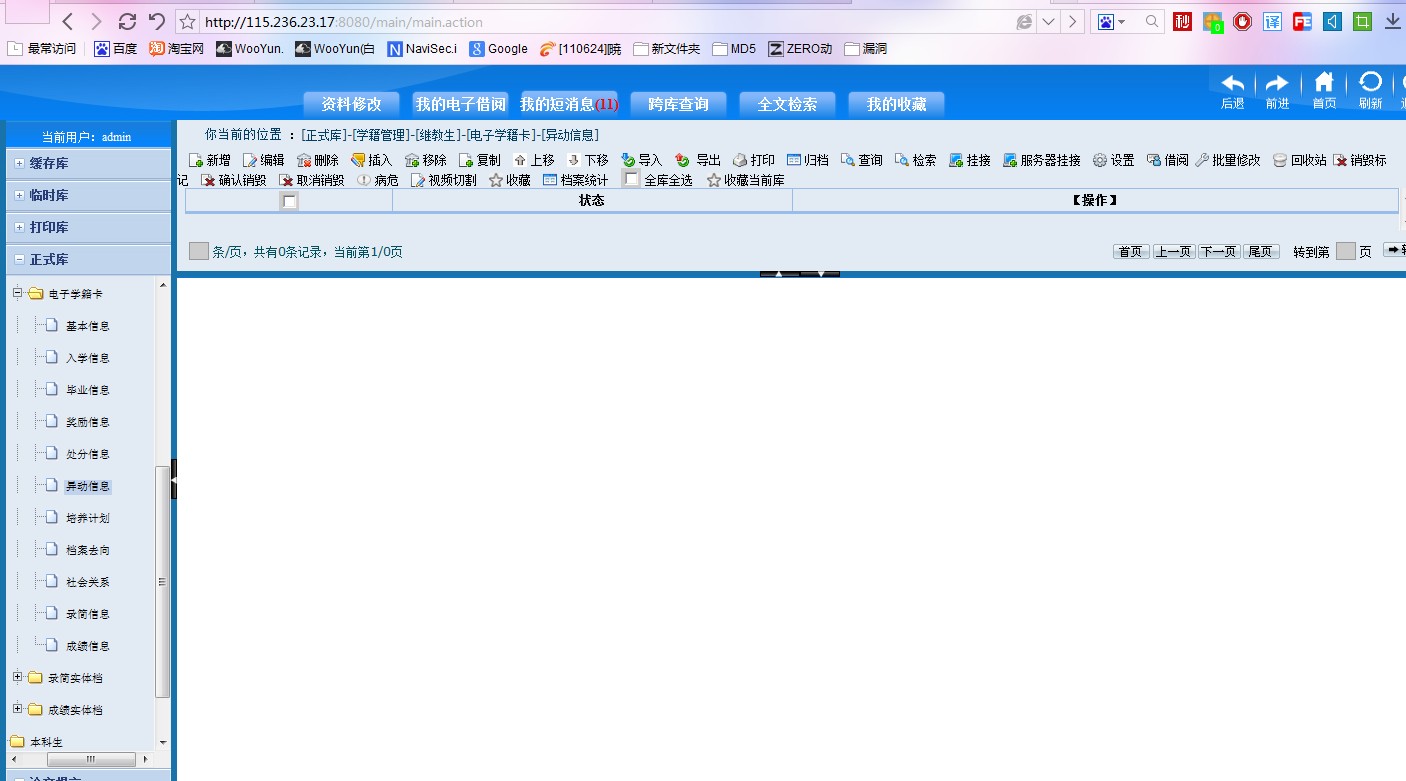 http://115.236.23.17:8080/main/main.action
最常访问 百度 淘宝网 WooYun. WooYun(白 NaviSec.i Google [110624]晓 新文件夹 MD5 ZERO动 漏洞
资料修改 我的电子借阅 我的短消息(11) 跨库查询 全文检索 我的收藏
后退 前进 首页 刷新
当前用户：admin
你当前的位置 ：[正式库]-[学籍管理]-[继教生]-[电子学籍卡]-[异动信息]
新增 编辑 删除 插入 移除 复制 上移 下移 导入 导出 打印 归档 查询 检索 挂接 服务器挂接 设置 借阅 批量修改 回收站 销毁标
记 确认销毁 取消销毁 病危 视频切割 收藏 档案统计 全库全选 收藏当前库
状态 【操作】
条/页，共有0条记录，当前第1/0页 首页 上一页 下一页 尾页 转到第 页
缓存库
临时库
打印库
正式库
电子学籍卡
基本信息
入学信息
毕业信息
奖励信息
处分信息
异动信息
培养计划
档案去向
社会关系
录简信息
成绩信息
录简实体档
成绩实体档
本科生